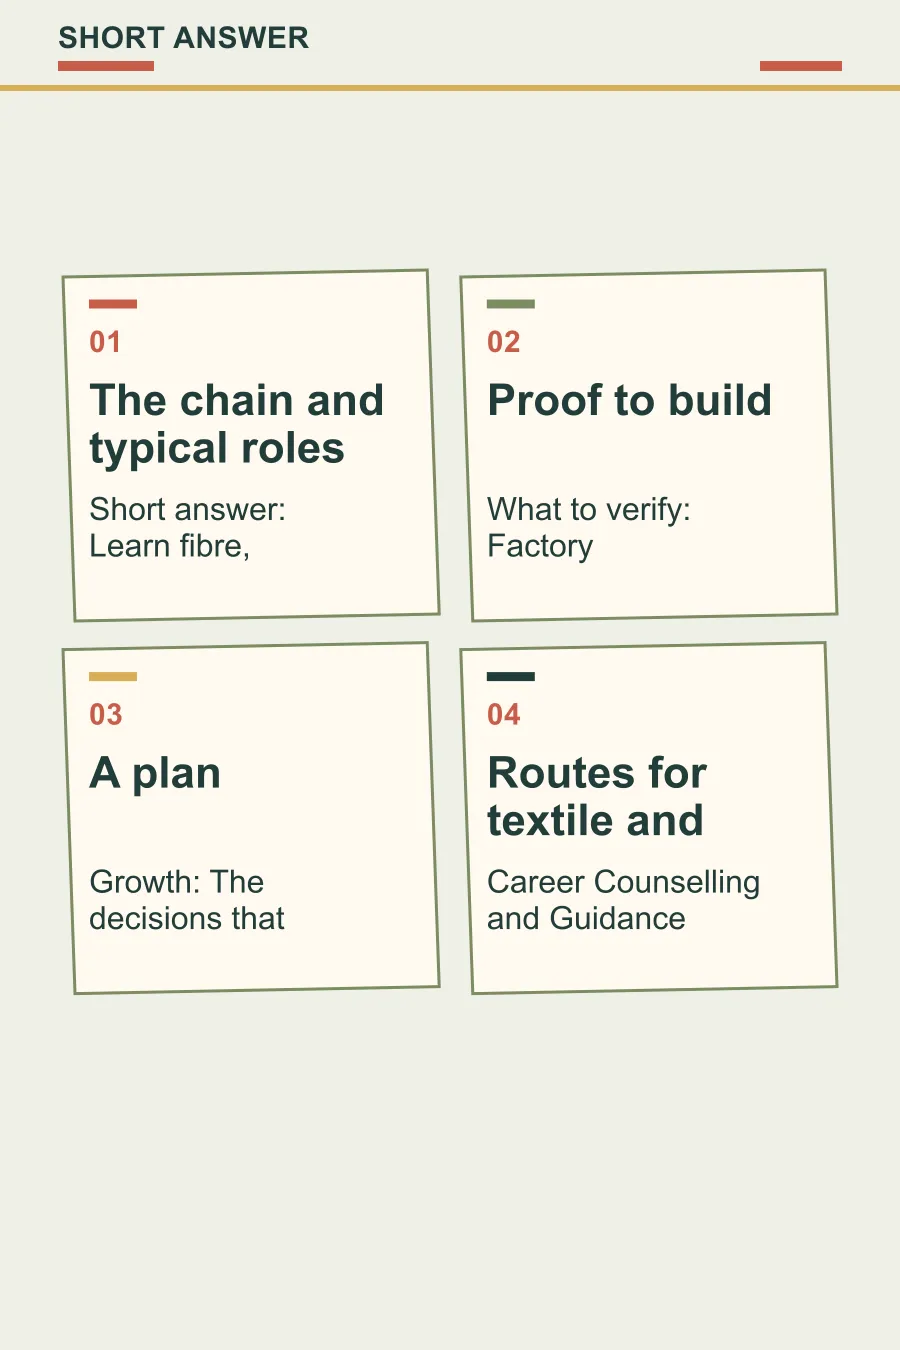 SHORT ANSWER
01
The chain and
typical roles
Short answer:
Learn fibre,
02
Proof to build
What to verify:
Factory
03
A plan
Growth: The
decisions that
04
Routes for
textile and
Career Counselling
and Guidance